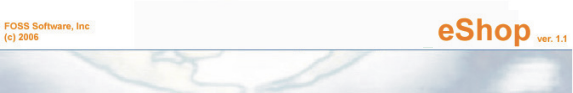 FOSS Software, Inc
(c) 2006
eShop ver. 1.1